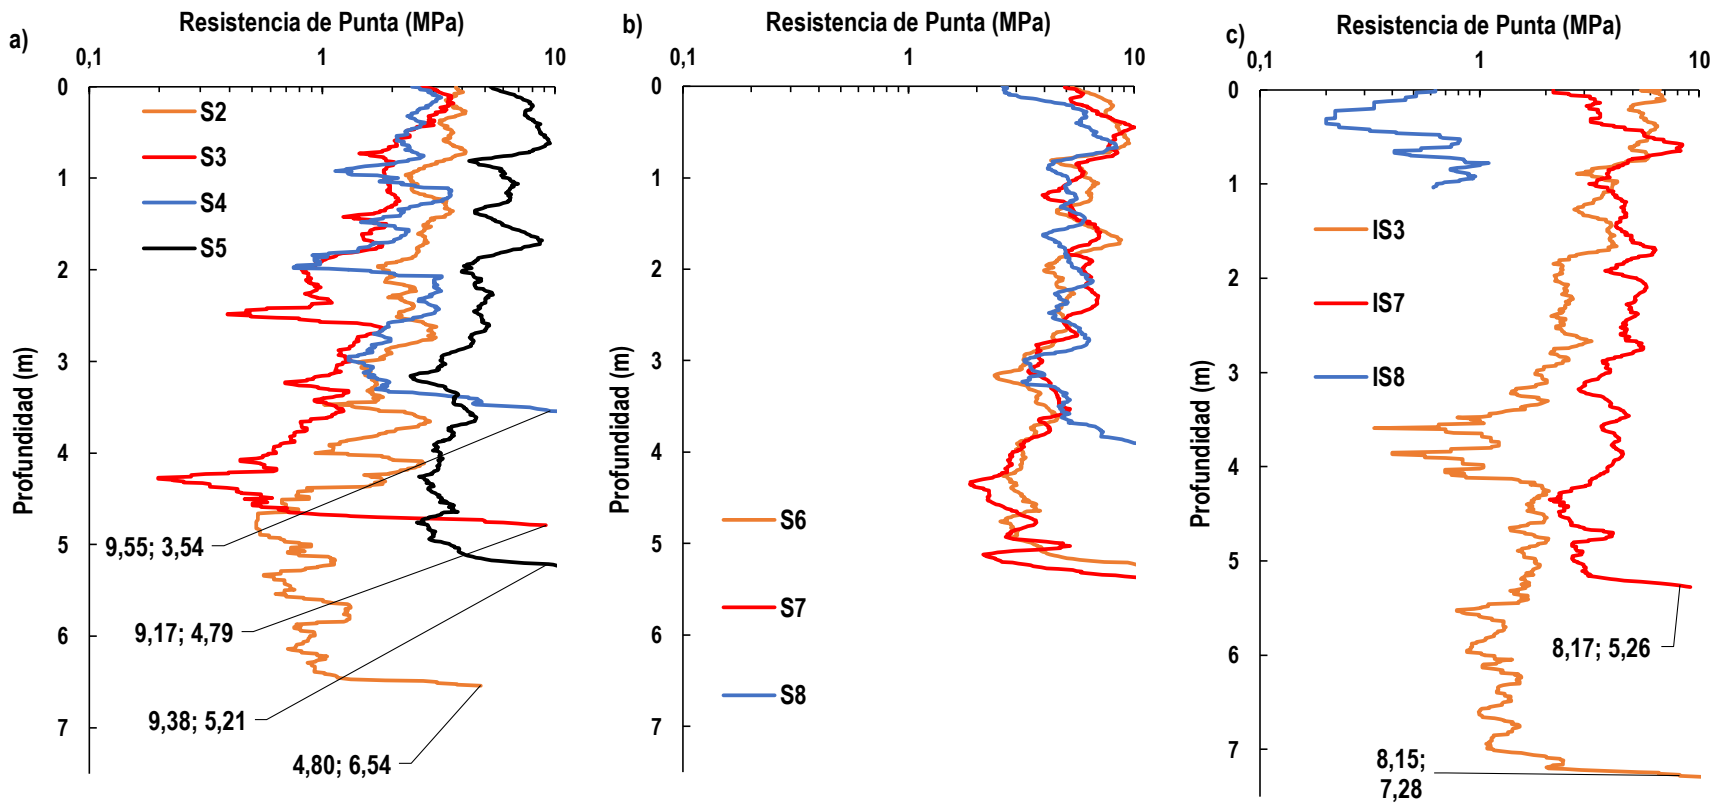 a)
Resistencia de Punta (MPa)
0,1 1 10
0
1
2
3
4
5
6
7
Profundidad (m)
S2
S3
S4
S5
9,55; 3,54
9,17; 4,79
9,38; 5,21
4,80; 6,54
b)
Resistencia de Punta (MPa)
0,1 1 10
0
1
2
3
4
5
6
7
Profundidad (m)
S6
S7
S8
c)
Resistencia de Punta (MPa)
0,1 1 10
0
1
2
3
4
5
6
7
Profundidad (m)
IS3
IS7
IS8
8,17; 5,26
8,15;
7,28